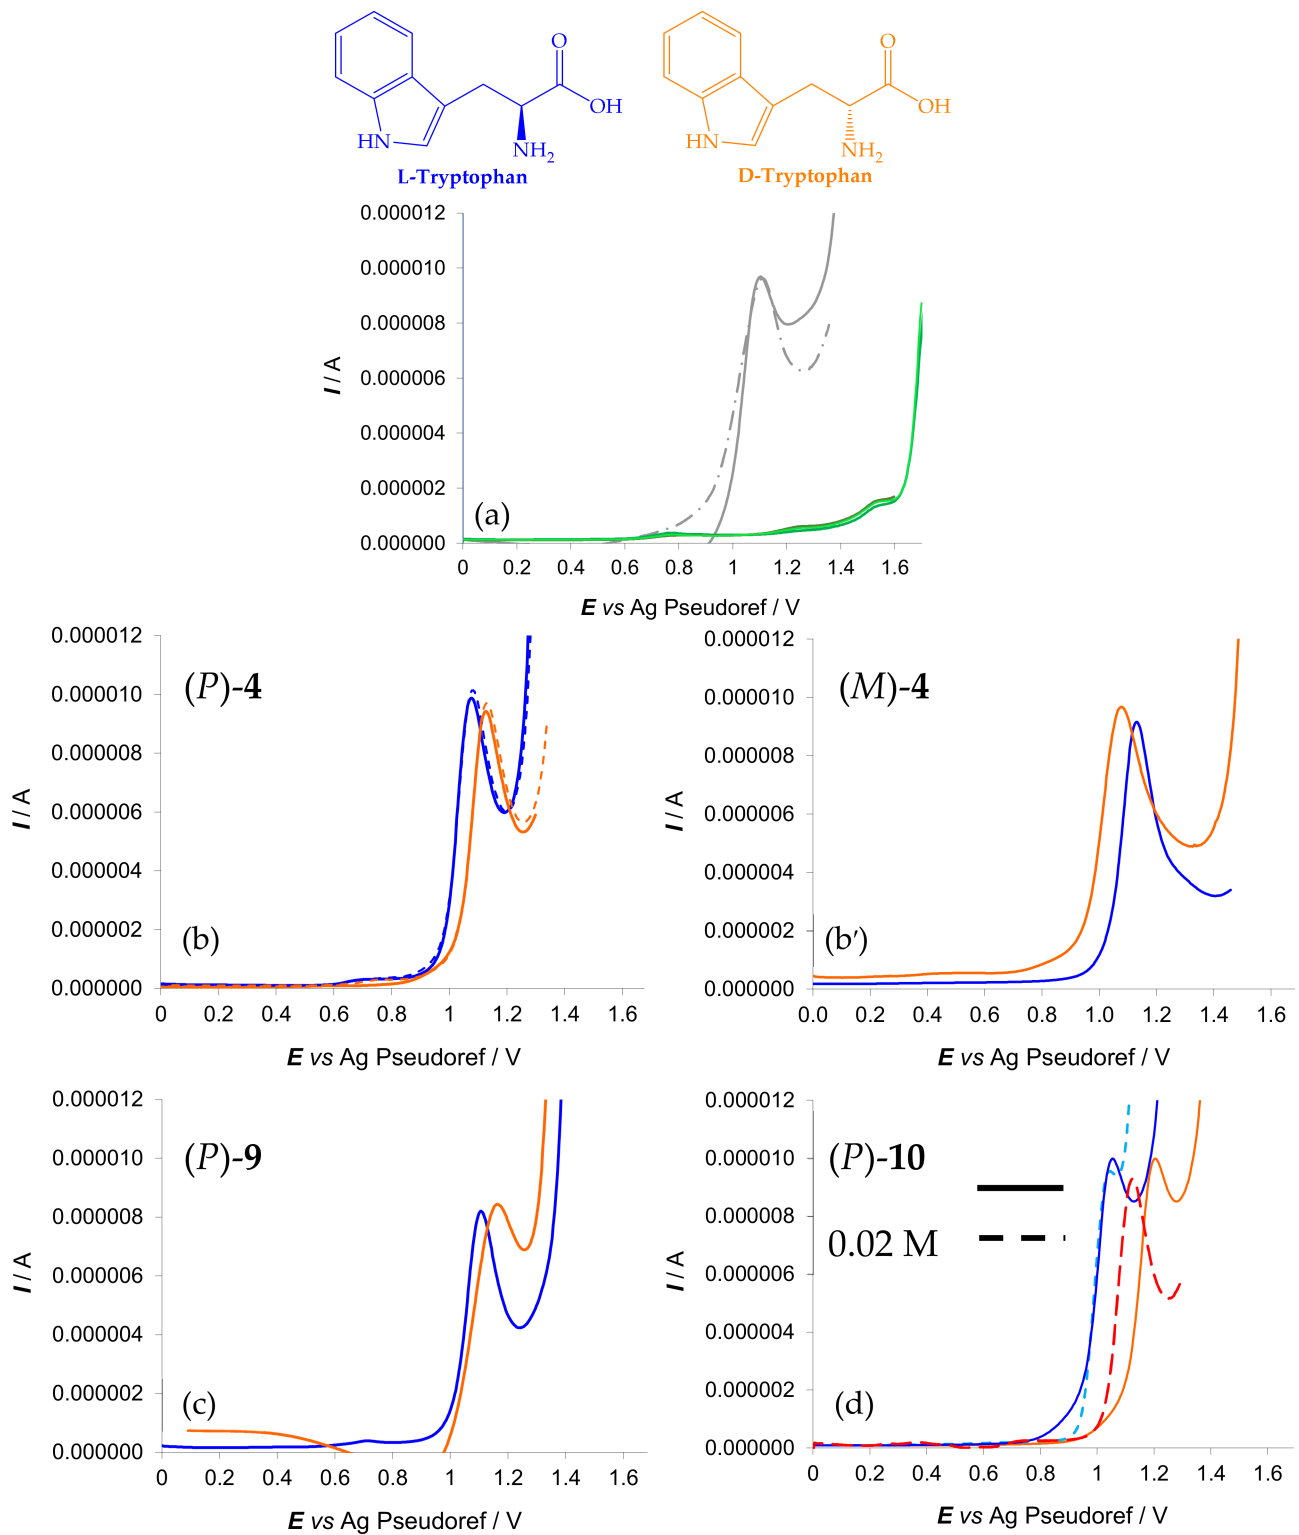 O O
OH OH
HN NH2 HN NH2
L-Tryptophan D-Tryptophan
0.000012
0.000010
0.000008
0.000006
0.000004
0.000002
0.000000
I / A
(a)
0 0.2 0.4 0.6 0.8 1 1.2 1.4 1.6
E vs Ag Pseudoref / V
0.000012
0.000010
0.000008
0.000006
0.000004
0.000002
0.000000
I / A
(P)-4
(b)
0 0.2 0.4 0.6 0.8 1 1.2 1.4 1.6
E vs Ag Pseudoref / V
0.000012
0.000010
0.000008
0.000006
0.000004
0.000002
0.000000
I / A
(M)-4
(b′)
0.0 0.2 0.4 0.6 0.8 1.0 1.2 1.4 1.6
E vs Ag Pseudoref / V
0.000012
0.000010
0.000008
0.000006
0.000004
0.000002
0.000000
I / A
(P)-9
(c)
0 0.2 0.4 0.6 0.8 1 1.2 1.4 1.6
E vs Ag Pseudoref / V
0.000012
0.000010
0.000008
0.000006
0.000004
0.000002
0.000000
I / A
(P)-10
0.02 M
(d)
0 0.2 0.4 0.6 0.8 1 1.2 1.4 1.6
E vs Ag Pseudoref / V